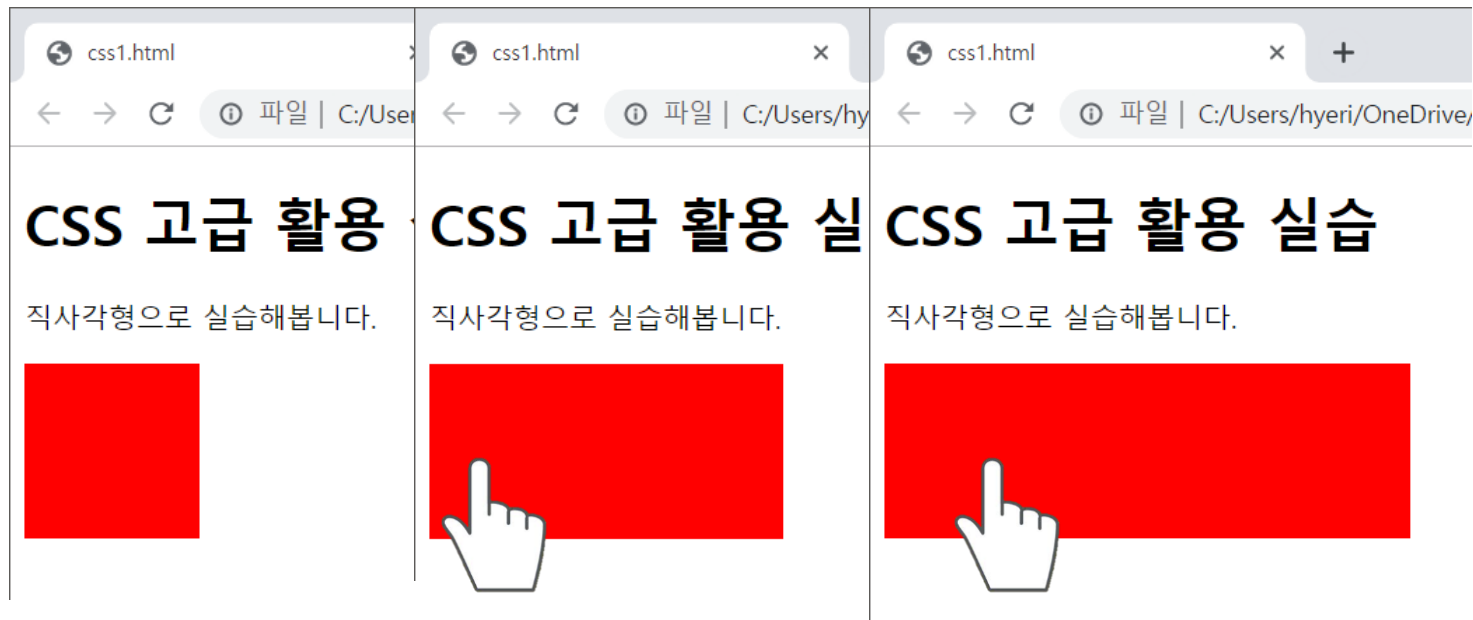 css1.html
파일 | C:/User
CSS 고급 활용
직사각형으로 실습해봅니다.
css1.html
파일 | C:/Users/hy
CSS 고급 활용 실
직사각형으로 실습해봅니다.
css1.html
파일 | C:/Users/hyeri/OneDrive/
CSS 고급 활용 실습
직사각형으로 실습해봅니다.